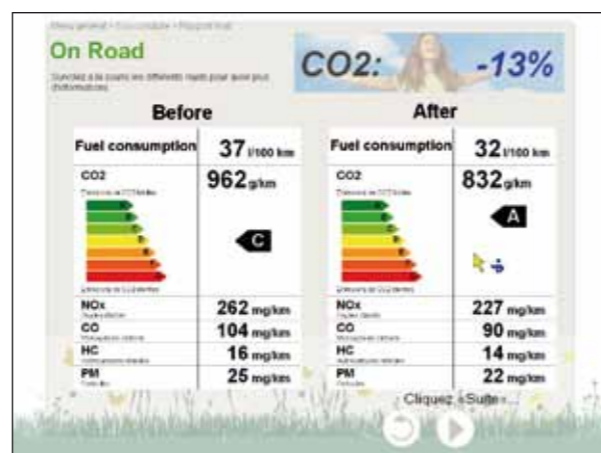 On Road
CO2: -13%
Before
Fuel consumption 37 l/100 km
CO2 962 g/km
C
NOx 262 mg/km
CO 104 mg/km
HC 16 mg/km
PM 25 mg/km
After
Fuel consumption 32 l/100 km
CO2 832 g/km
A
NOx 227 mg/km
CO 90 mg/km
HC 14 mg/km
PM 22 mg/km
Cliquez «Suite»...